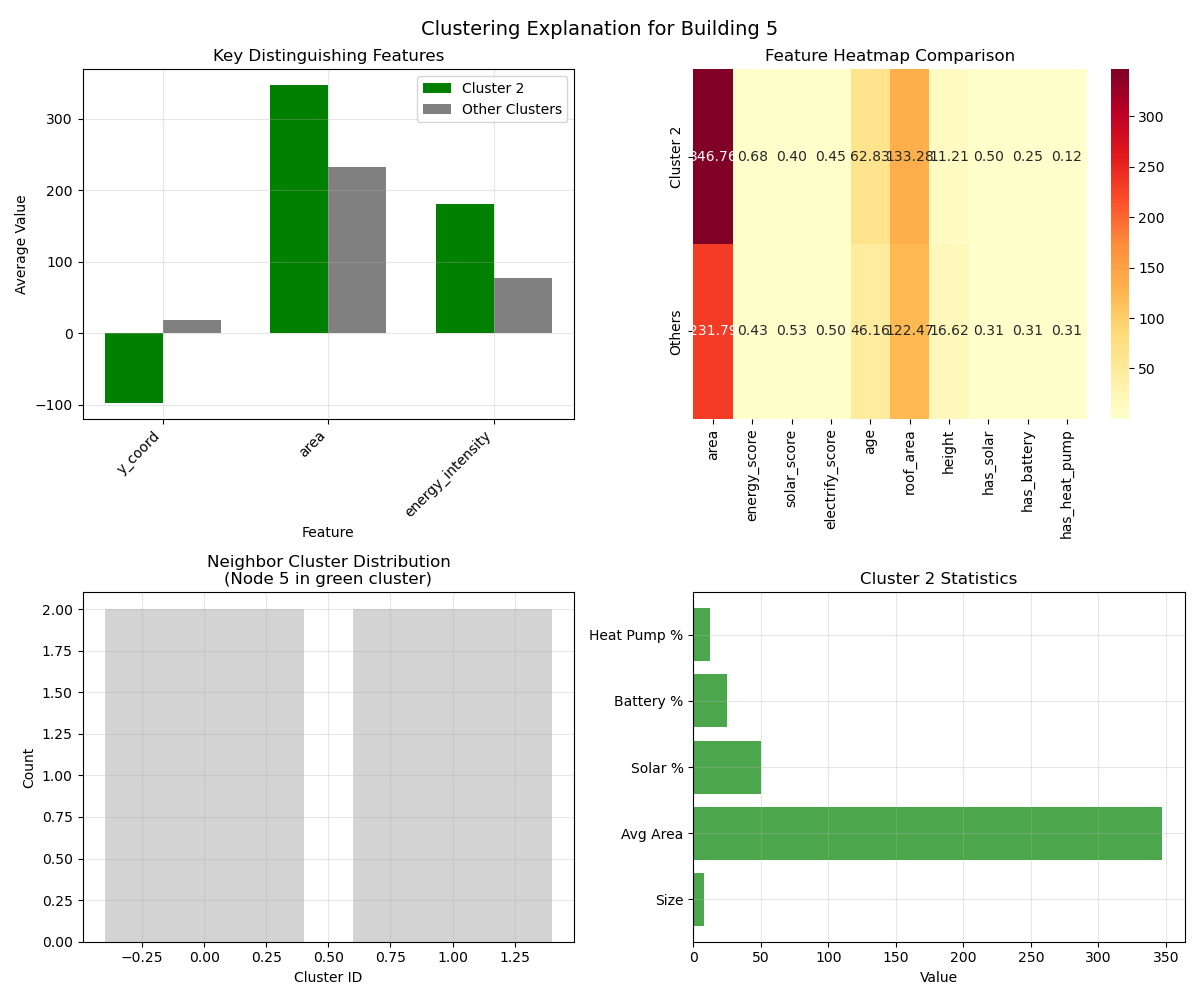 Clustering Explanation for Building 5
Key Distinguishing Features
Cluster 2
Other Clusters
300
200
100
0
−100
Average Value
y_coord
area
energy_intensity
Feature
Feature Heatmap Comparison
Cluster 2
346.76 0.68 0.40 0.45 62.83 133.28 11.21 0.50 0.25 0.12
Others
231.79 0.43 0.53 0.50 46.16 122.47 16.62 0.31 0.31 0.31
area
energy_score
solar_score
electrify_score
age
roof_area
height
has_solar
has_battery
has_heat_pump
300
250
200
150
100
50
Neighbor Cluster Distribution
(Node 5 in green cluster)
2.00
1.75
1.50
1.25
1.00
0.75
0.50
0.25
0.00
Count
−0.25 0.00 0.25 0.50 0.75 1.00 1.25
Cluster ID
Cluster 2 Statistics
Heat Pump %
Battery %
Solar %
Avg Area
Size
0 50 100 150 200 250 300 350
Value